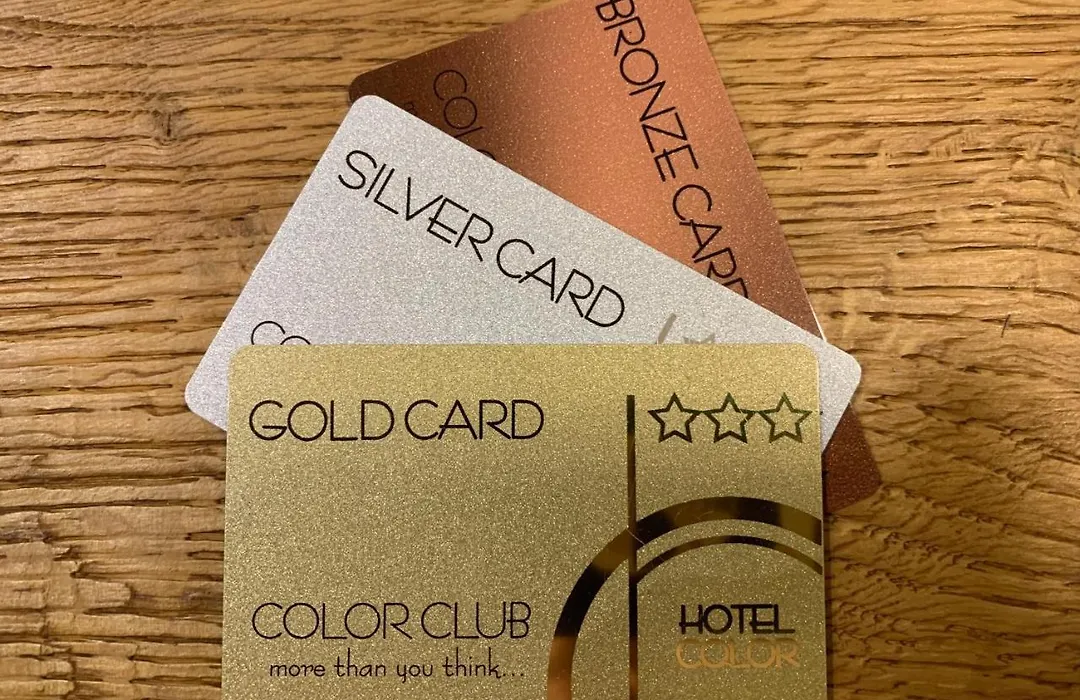 BRONZE CARD
SILVER CARD
GOLD CARD
COLOR CLUB
more than you think...
HOTEL
COLOR